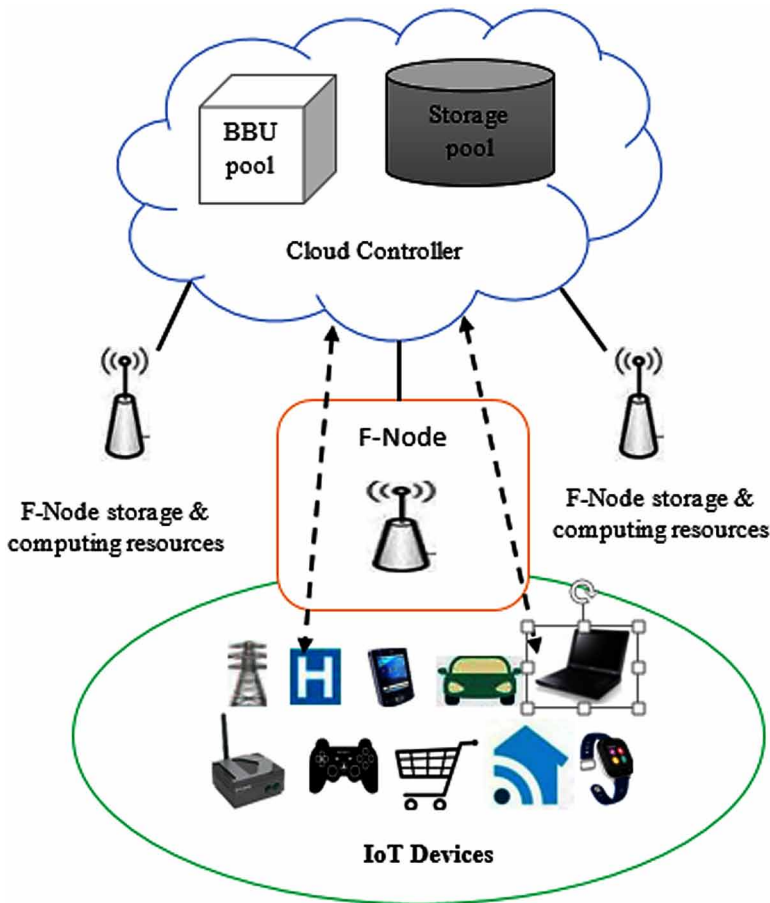 BBU
pool
Storage
pool
Cloud Controller
F-Node
F-Node storage &
computing resources
F-Node storage &
computing resources
H
IoT Devices